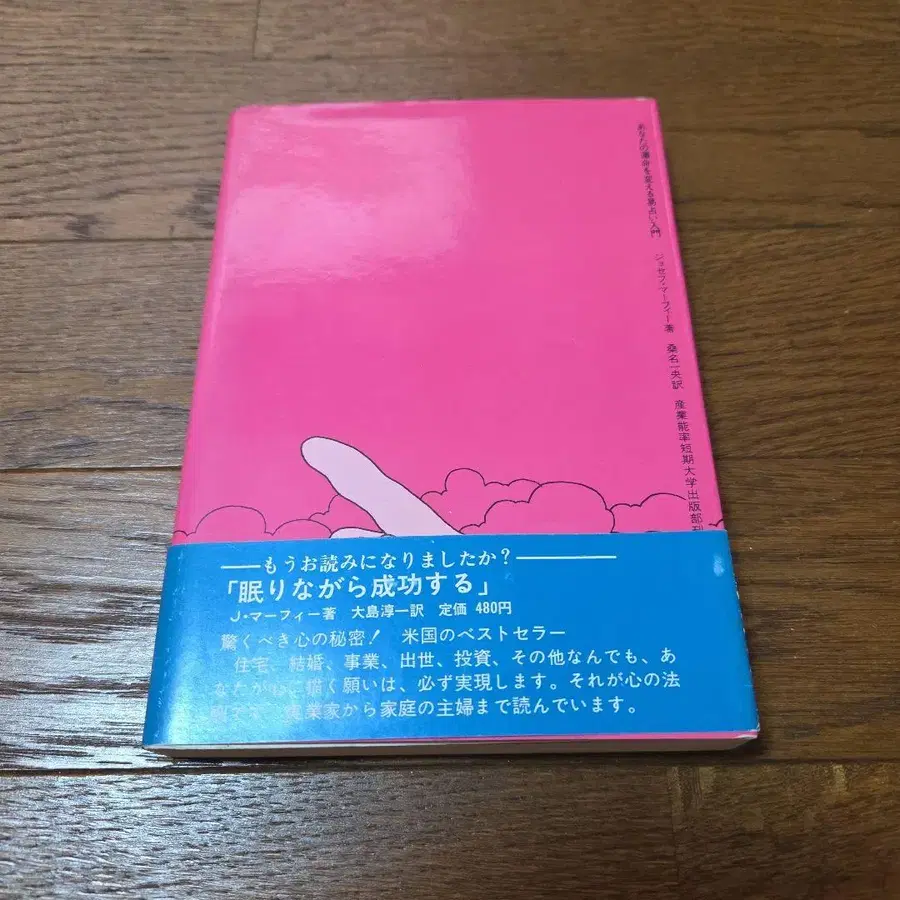 あなたの運命を変える易占い入門 ジョセフ・マーフィー著 桑名一央訳 産業能率短期大学出版部刊
もうお読みになりましたか?
「眠りながら成功する」
J・マーフィー著 大島淳一訳 定価 480円
驚くべき心の秘密! 米国のベストセラー
住宅、結婚、事業、出世、投資、その他なんでも、あ
なたが心に描く願いは、必ず実現します。それが心の法
業家から家庭の主婦まで読んでいます。